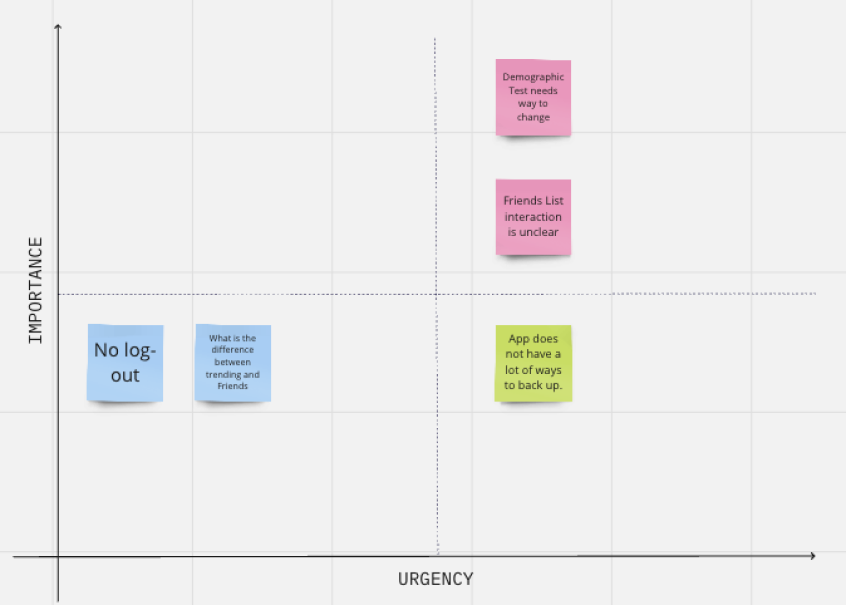 Demographic
Test needs
way to
change
Friends List
interaction
is unclear
IMPORTANCE
No log-
out
What is the
difference
between
trending and
Friends
App does
not have a
lot of ways
to back up.
URGENCY